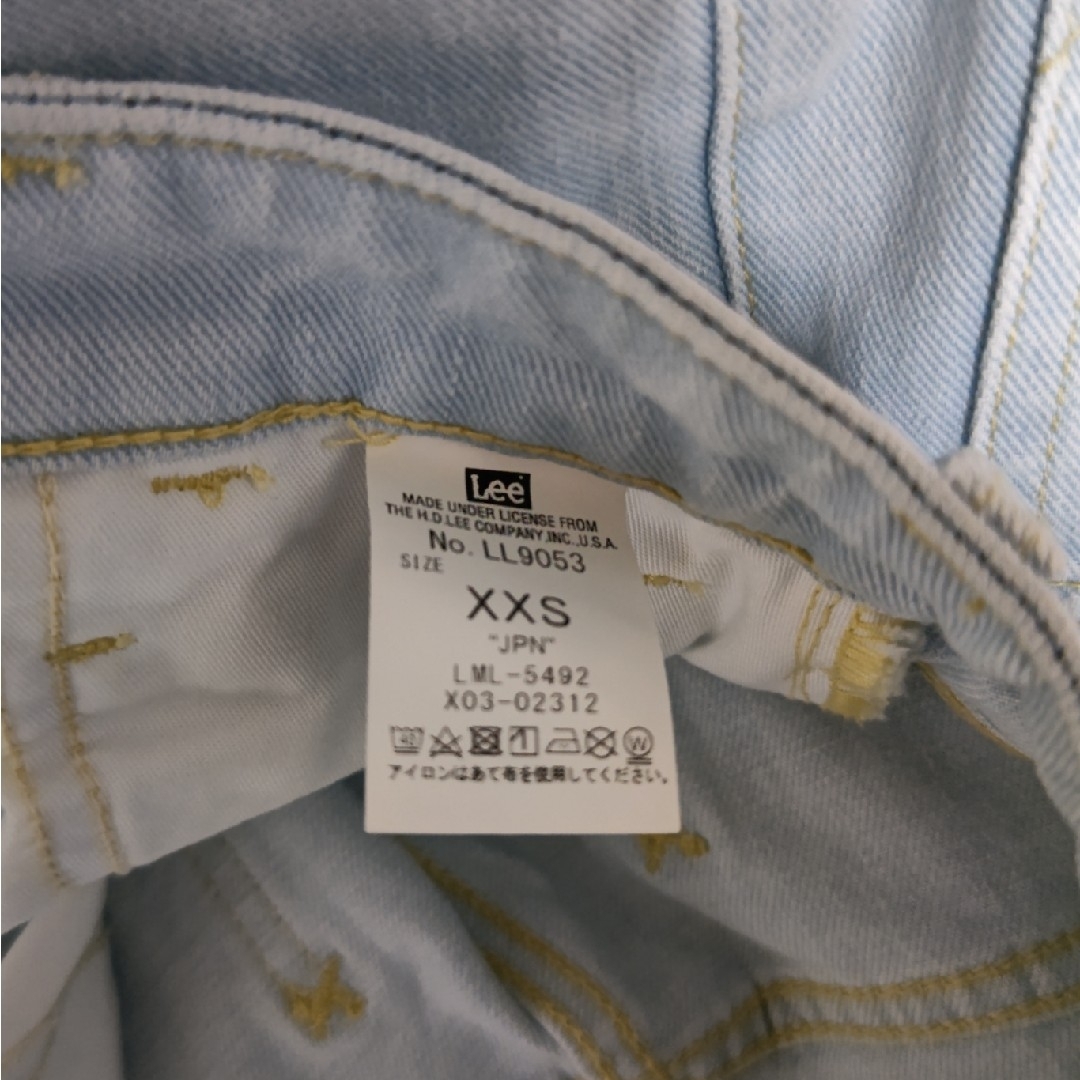 Lee
MADE UNDER LICENSE FROM
THE H.D.LEE COMPANY,INC.,U.S.A.
No. LL9053
SIZE
XXS
"JPN"
LML-5492
X03-02312
40 W
アイロンはあて布を使用してください。